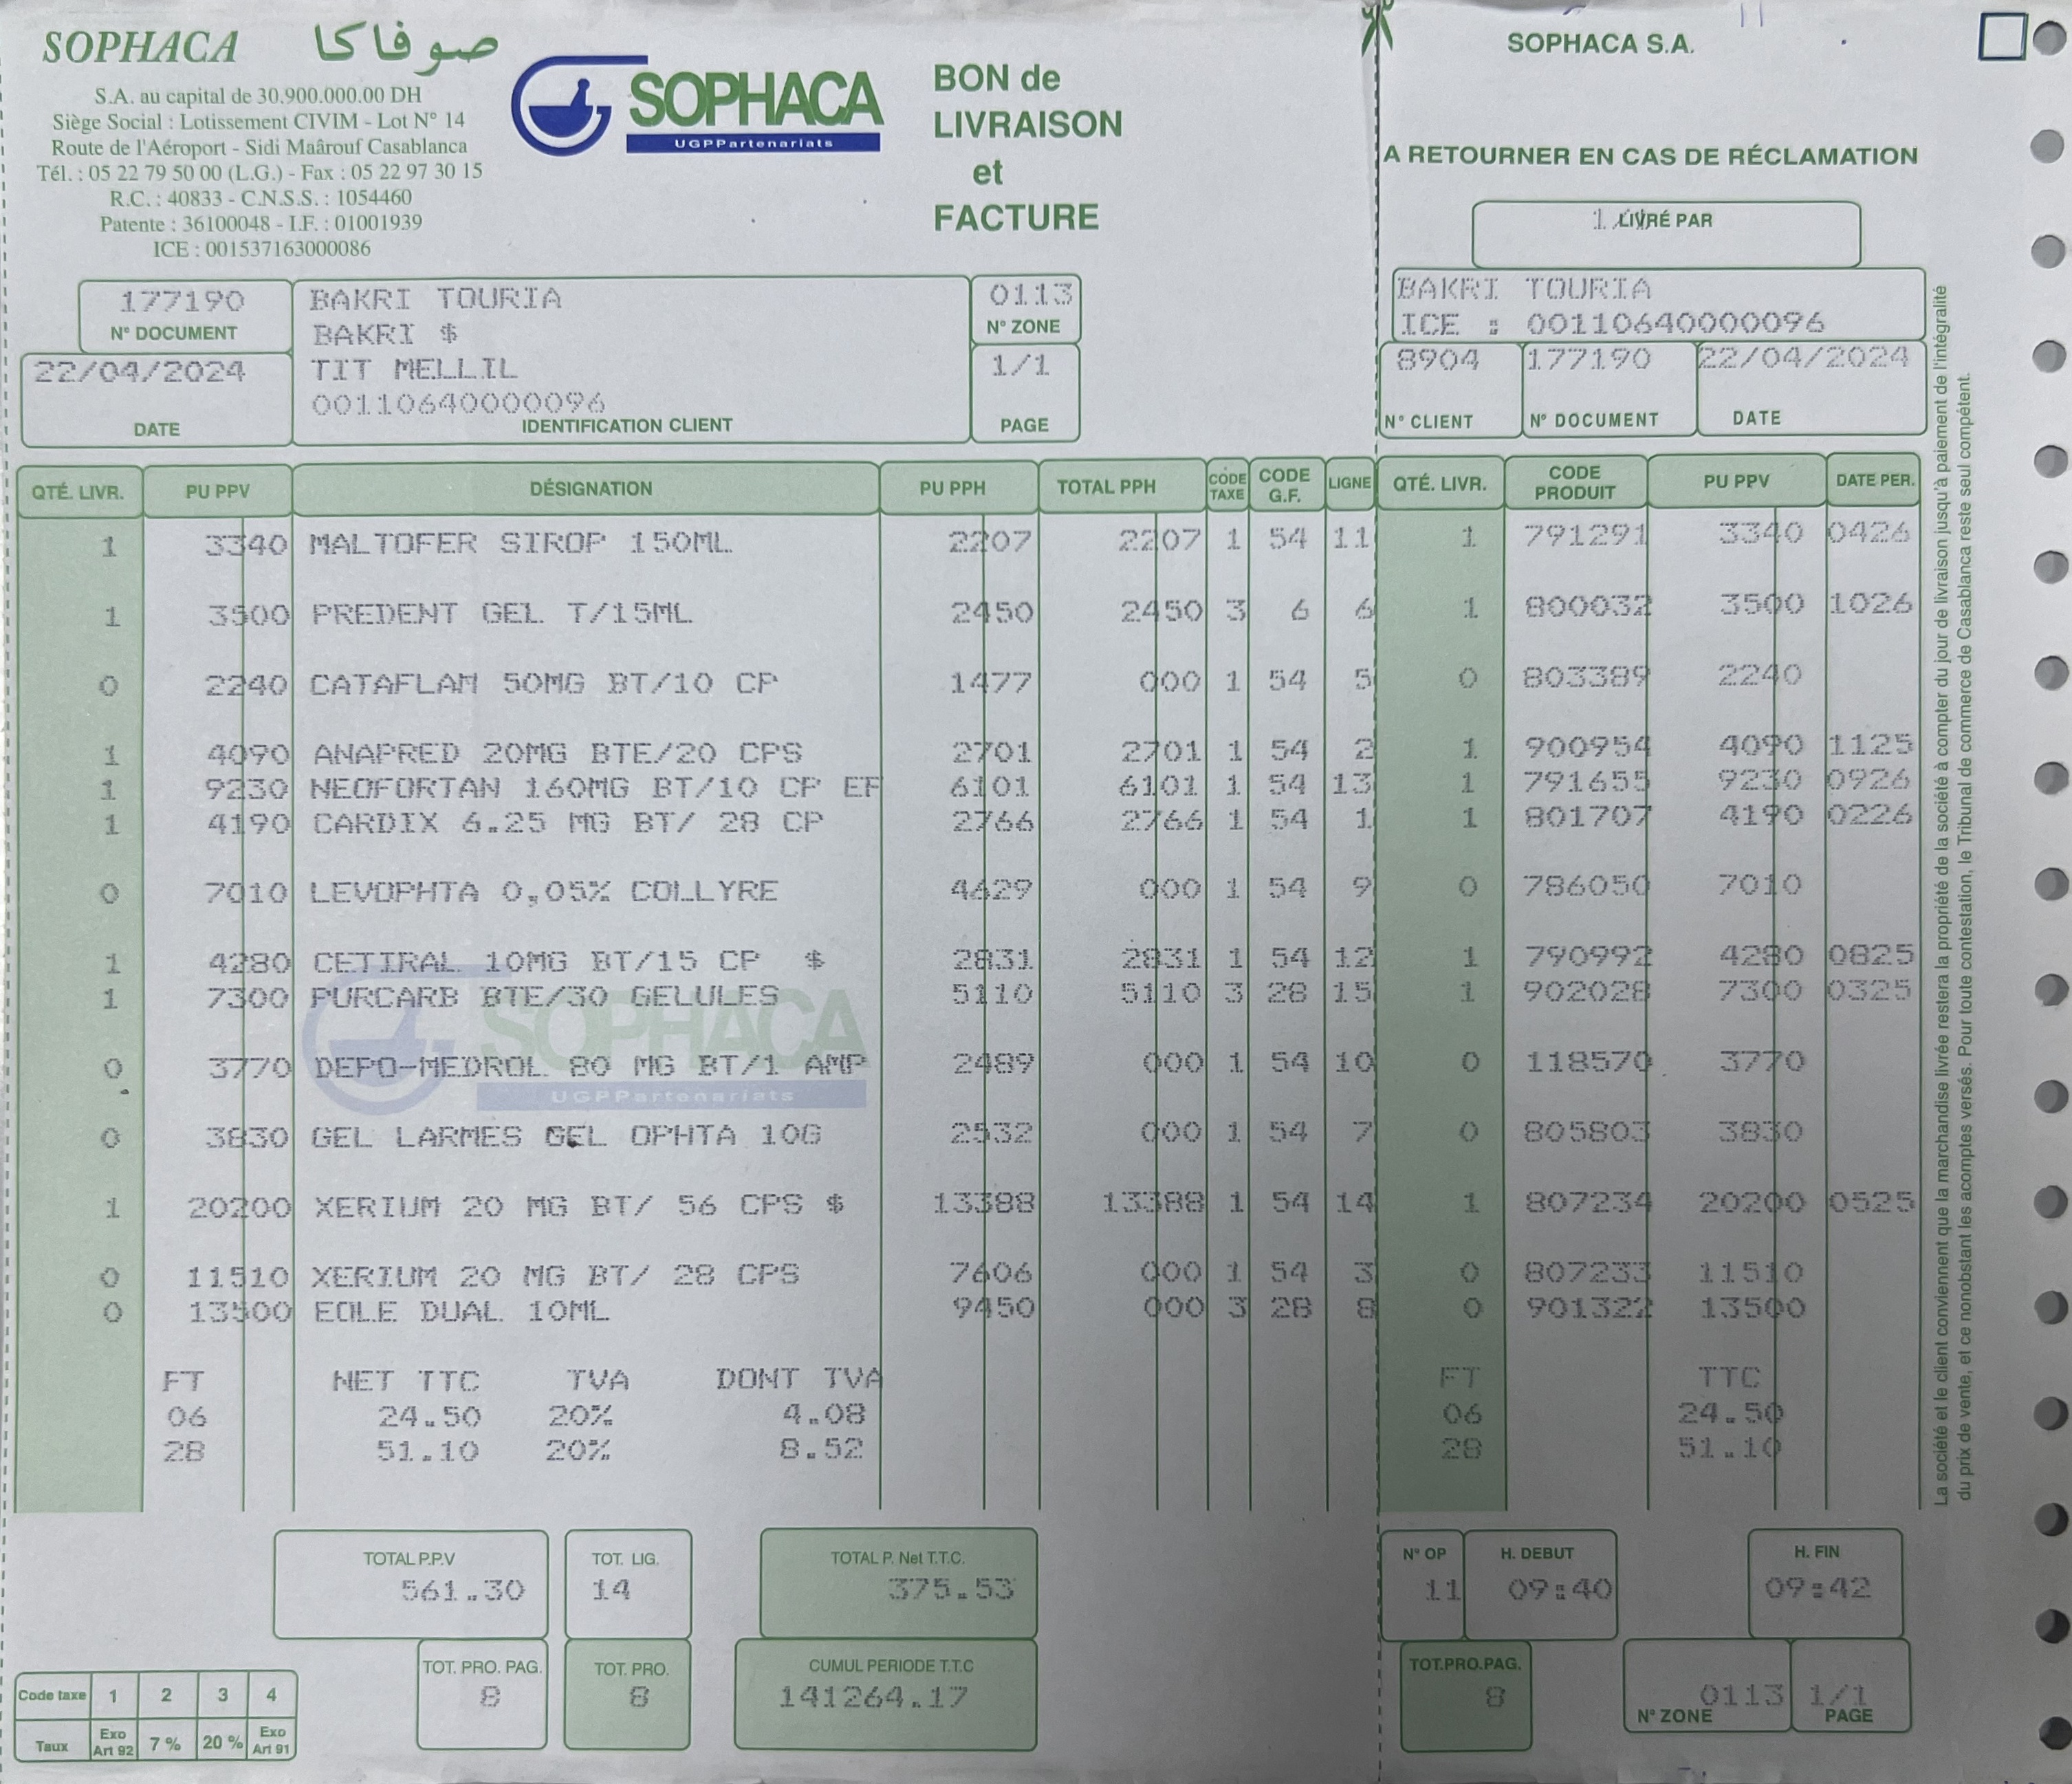 SOPHACA صوفاكا
S.A. au capital de 30.900.000.00 DH
Siège Social : Lotissement CIVIM - Lot N° 14
Route de l'Aéroport - Sidi Maârouf Casablanca
Tél. : 05 22 79 50 00 (L.G.) - Fax : 05 22 97 30 15
R.C. : 40833 - C.N.S.S. : 1054460
Patente : 36100048 - I.F. : 01001939
ICE : 001537163000086
SOPHACA
UGPPartenariats
BON de
LIVRAISON
et
FACTURE
177190
N° DOCUMENT
22/04/2024
DATE
BAKRI TOURIA
BAKRI $
TIT MELLIL
00110640000096
IDENTIFICATION CLIENT
0113
N° ZONE
1/1
PAGE
SOPHACA S.A.
A RETOURNER EN CAS DE RÉCLAMATION
LIVRÉ PAR
BAKRI TOURIA
ICE : 00110640000096
8904 177190 22/04/2024
N° CLIENT N° DOCUMENT DATE
QTÉ. LIVR. PU PPV DÉSIGNATION PU PPH TOTAL PPH CODE TAXE CODE G.F. LIGNE QTÉ. LIVR. CODE PRODUIT PU PPV DATE PER.
1 3340 MALTOFER SIROP 150ML 2207 2207 1 54 11 1 791291 3340 0426
1 3500 PREDENT GEL T/15ML 2450 2450 3 6 6 1 800032 3500 1026
0 2240 CATAFLAM 50MG BT/10 CP 1477 000 1 54 5 0 803389 2240
1 4090 ANAPRED 20MG BTE/20 CPS 2701 2701 1 54 2 1 900954 4090 1125
1 9230 NEOFORTAN 160MG BT/10 CP EF 6101 6101 1 54 13 1 791655 9230 0926
1 4190 CARDIX 6.25 MG BT/ 28 CP 2766 2766 1 54 1 1 801707 4190 0226
0 7010 LEVOPHTA 0,05% COLLYRE 4629 000 1 54 9 0 786050 7010
1 4280 CETIRAL 10MG BT/15 CP $ 2831 2831 1 54 12 1 790992 4280 0825
1 7300 PURCARB BTE/30 GELULES 5110 5110 3 28 15 1 902028 7300 0325
SOPHACA
0 3770 DEPO-MEDROL 80 MG BT/1 AMP 2489 000 1 54 10 0 118570 3770
UGPPartenariats
0 3830 GEL LARMES GEL OPHTA 10G 2532 000 1 54 7 0 805803 3830
1 20200 XERIUM 20 MG BT/ 56 CPS $ 13388 13388 1 54 14 1 807234 20200 0525
0 11510 XERIUM 20 MG BT/ 28 CPS 7606 000 1 54 3 0 807233 11510
0 13500 EOLE DUAL 10ML 9450 000 3 28 8 0 901322 13500
FT NET TTC TVA DONT TVA FT TTC
06 24.50 20% 4.08 06 24.50
28 51.10 20% 8.52 28 51.10
TOTAL P.P.V TOT. LIG. TOTAL P. Net T.T.C. N° OP H. DEBUT H. FIN
561.30 14 375.53 11 09:40 09:42
TOT. PRO. PAG. TOT. PRO. CUMUL PERIODE T.T.C TOT.PRO.PAG.
8 8 141264.17 8 0113 1/1
N° ZONE PAGE
Code taxe 1 2 3 4
Taux Exo Art 92 7 % 20 % Exo Art 91
La société et le client conviennent que la marchandise livrée restera la propriété de la société à compter du jour de livraison jusqu'à paiement de l'intégralité
du prix de vente, et ce nonobstant les acomptes versés. Pour toute contestation, le Tribunal de commerce de Casablanca reste seul compétent.